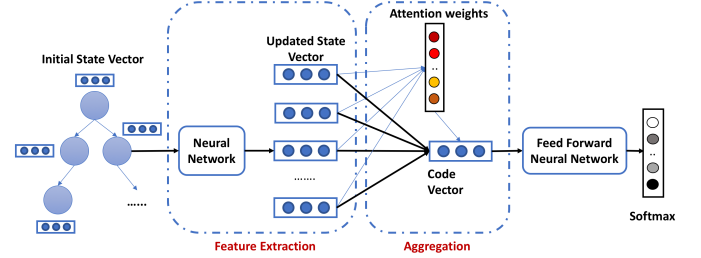 Attention weights
Initial State Vector
Updated State
Vector
Neural
Network
Feed Forward
Neural Network
Code
Vector
Softmax
Feature Extraction
Aggregation